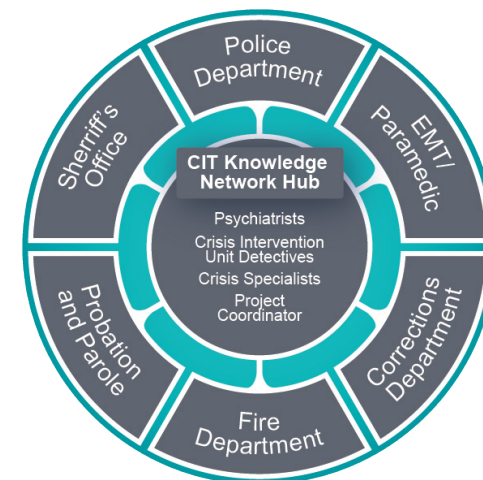 Police
Department
EMT/
Paramedic
Corrections
Department
Fire
Department
Probation
and Parole
Sherriff's
Office
CIT Knowledge
Network Hub
Psychiatrists
Crisis Intervention
Unit Detectives
Crisis Specialists
Project
Coordinator